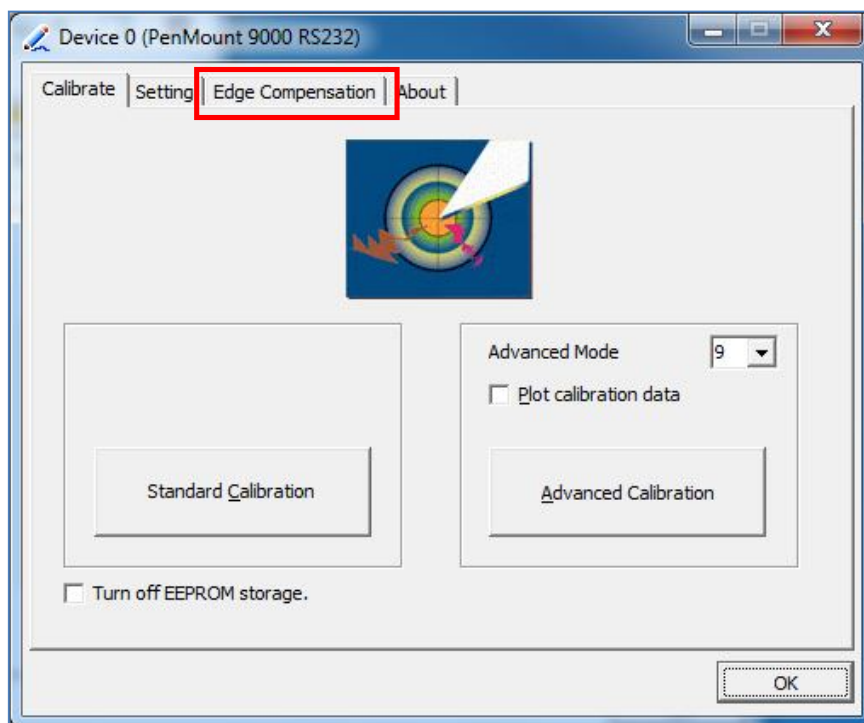 Device 0 (PenMount 9000 RS232)
Calibrate Setting Edge Compensation About
Advanced Mode 9
Plot calibration data
Standard Calibration Advanced Calibration
Turn off EEPROM storage.
OK